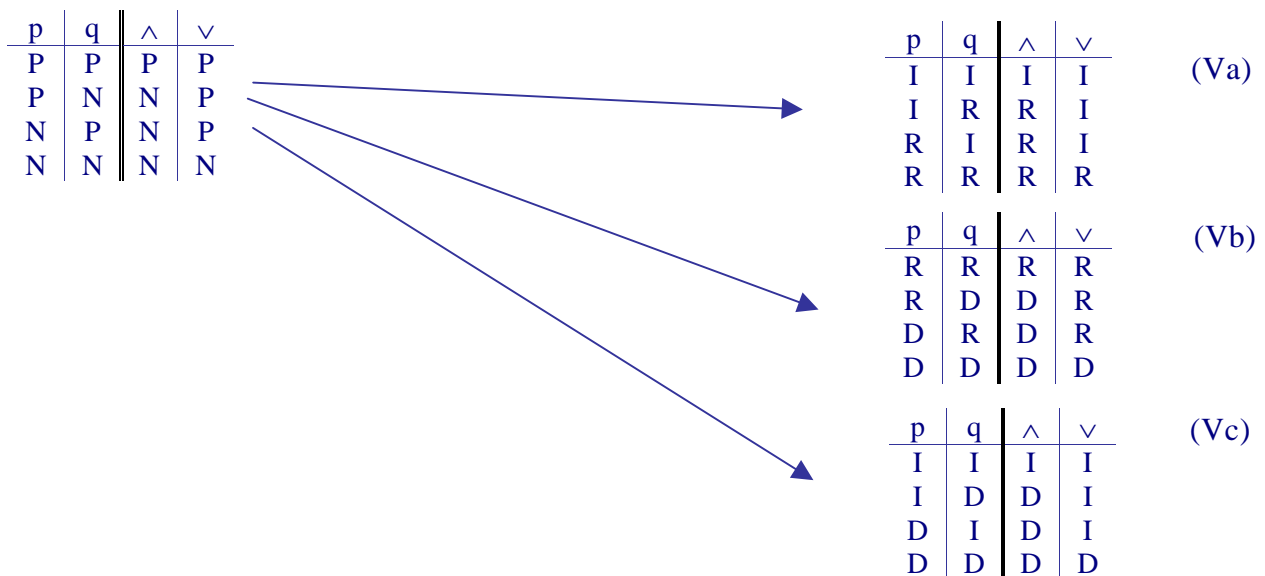 p q ∧ ∨
P P P P
P N N P
N P N P
N N N N
p q ∧ ∨
I I I I
I R R I
R I R I
R R R R
(Va)
p q ∧ ∨
R R R R
R D D R
D R D R
D D D D
(Vb)
p q ∧ ∨
I I I I
I D D I
D I D I
D D D D
(Vc)